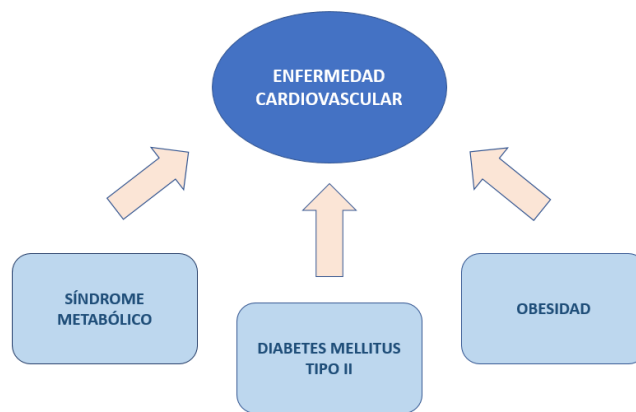 ENFERMEDAD
CARDIOVASCULAR
SÍNDROME
METABÓLICO
DIABETES MELLITUS
TIPO II
OBESIDAD